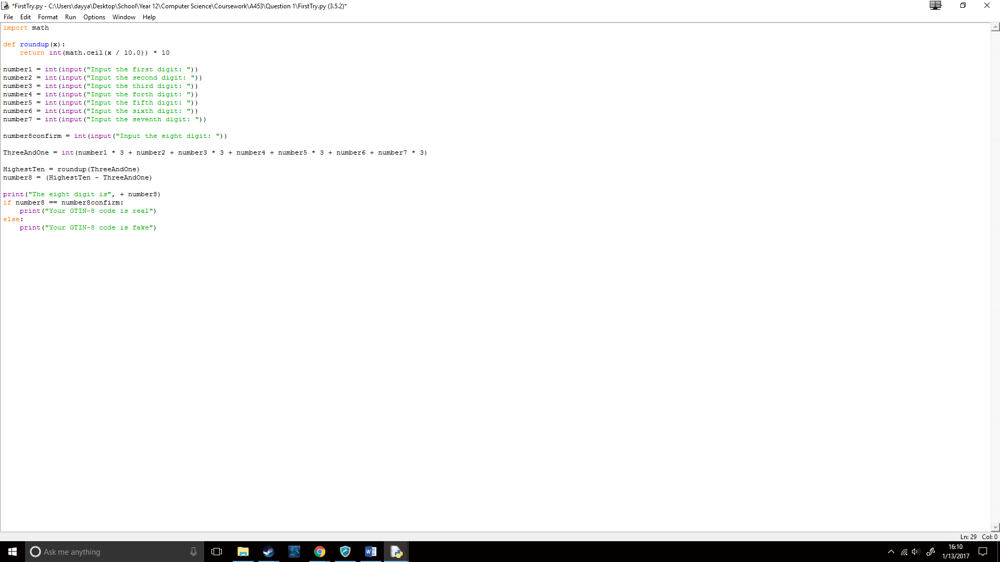 *FirstTry.py - C:\Users\dayya\Desktop\School\Year 12\Computer Science\Coursework\A453\Question 1\FirstTry.py (3.5.2)*
File Edit Format Run Options Window Help
import math
def roundup(x):
    return int(math.ceil(x / 10.0)) * 10
number1 = int(input("Input the first digit: "))
number2 = int(input("Input the second digit: "))
number3 = int(input("Input the third digit: "))
number4 = int(input("Input the forth digit: "))
number5 = int(input("Input the fifth digit: "))
number6 = int(input("Input the sixth digit: "))
number7 = int(input("Input the seventh digit: "))
number8confirm = int(input("Input the eight digit: "))
ThreeAndOne = int(number1 * 3 + number2 + number3 * 3 + number4 + number5 * 3 + number6 + number7 * 3)
HighestTen = roundup(ThreeAndOne)
number8 = (HighestTen - ThreeAndOne)
print("The eight digit is", + number8)
if number8 == number8confirm:
    print("Your GTIN-8 code is real")
else:
    print("Your GTIN-8 code is fake")
Ln: 29 Col: 0
Ask me anything
16:10
1/13/2017